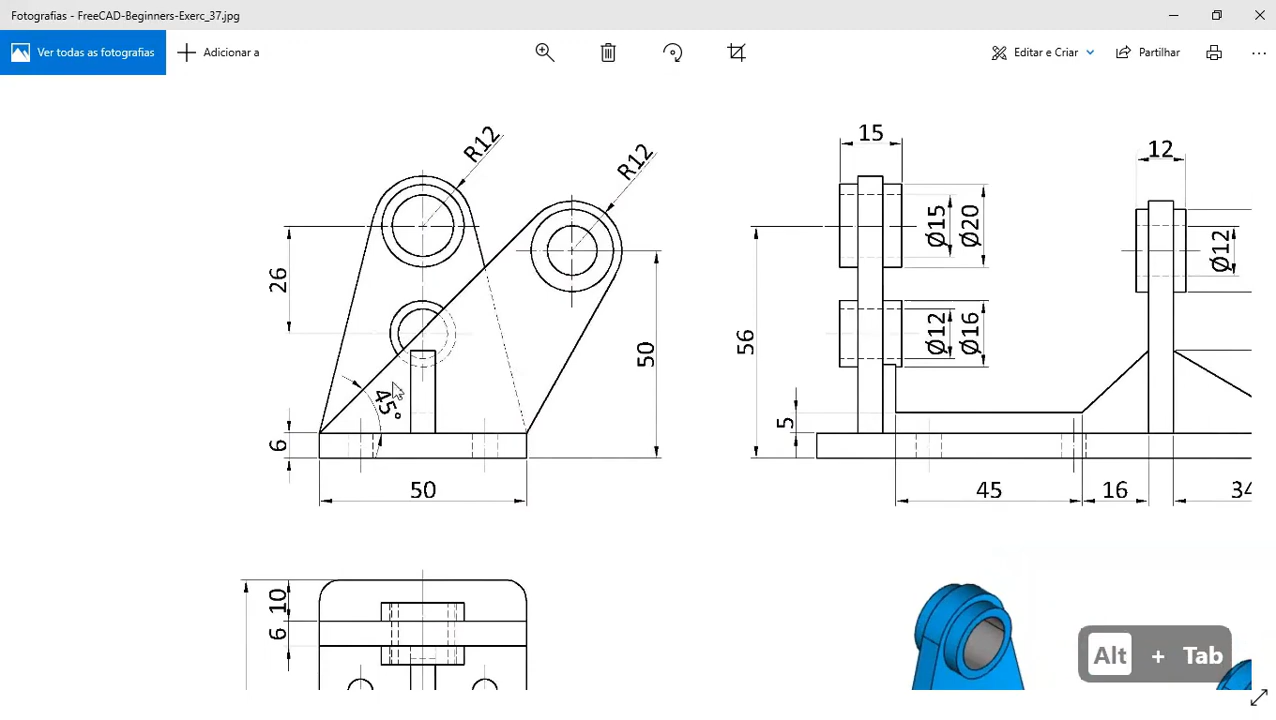 Fotografias - FreeCAD-Beginners-Exerc_37.jpg
Ver todas as fotografias
Adicionar a
Editar e Criar
Partilhar
R12
R12
15
12
26
Ø15
Ø20
Ø12
50
56
Ø12
Ø16
45°
6
5
50
45
16
34
10
6
Alt + Tab